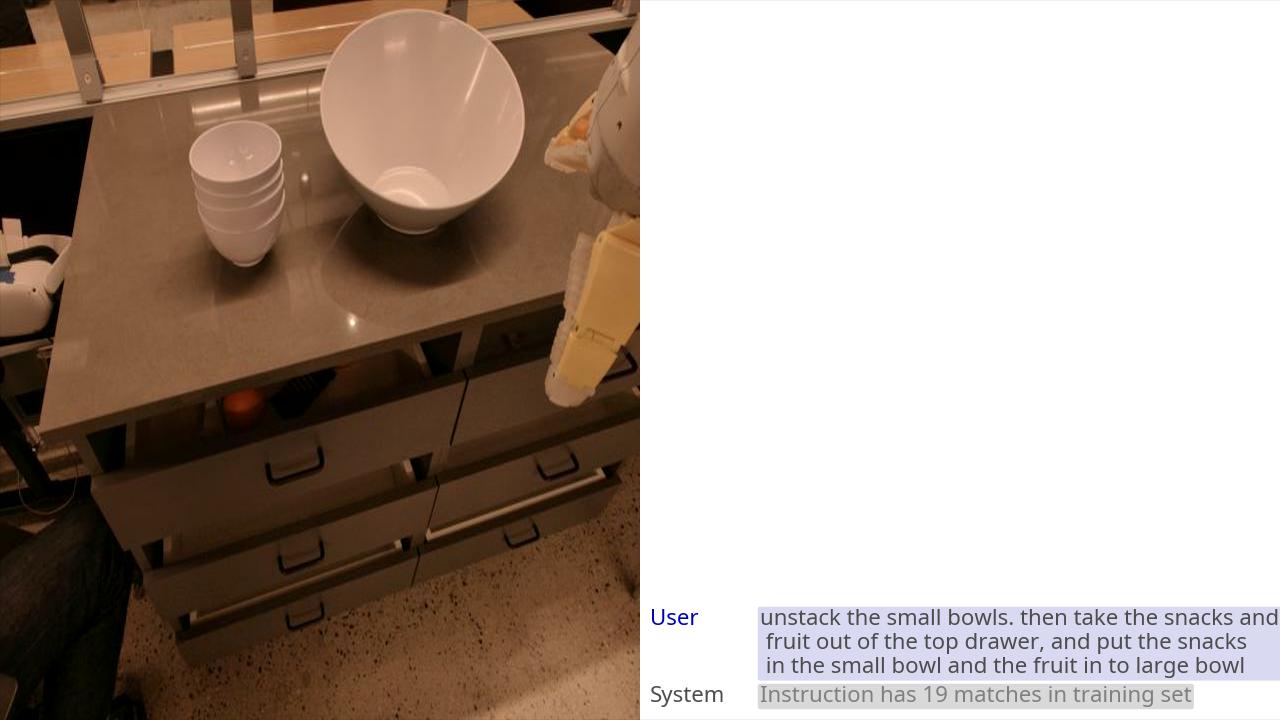 User
unstack the small bowls. then take the snacks and
fruit out of the top drawer, and put the snacks
in the small bowl and the fruit in to large bowl
System
Instruction has 19 matches in training set